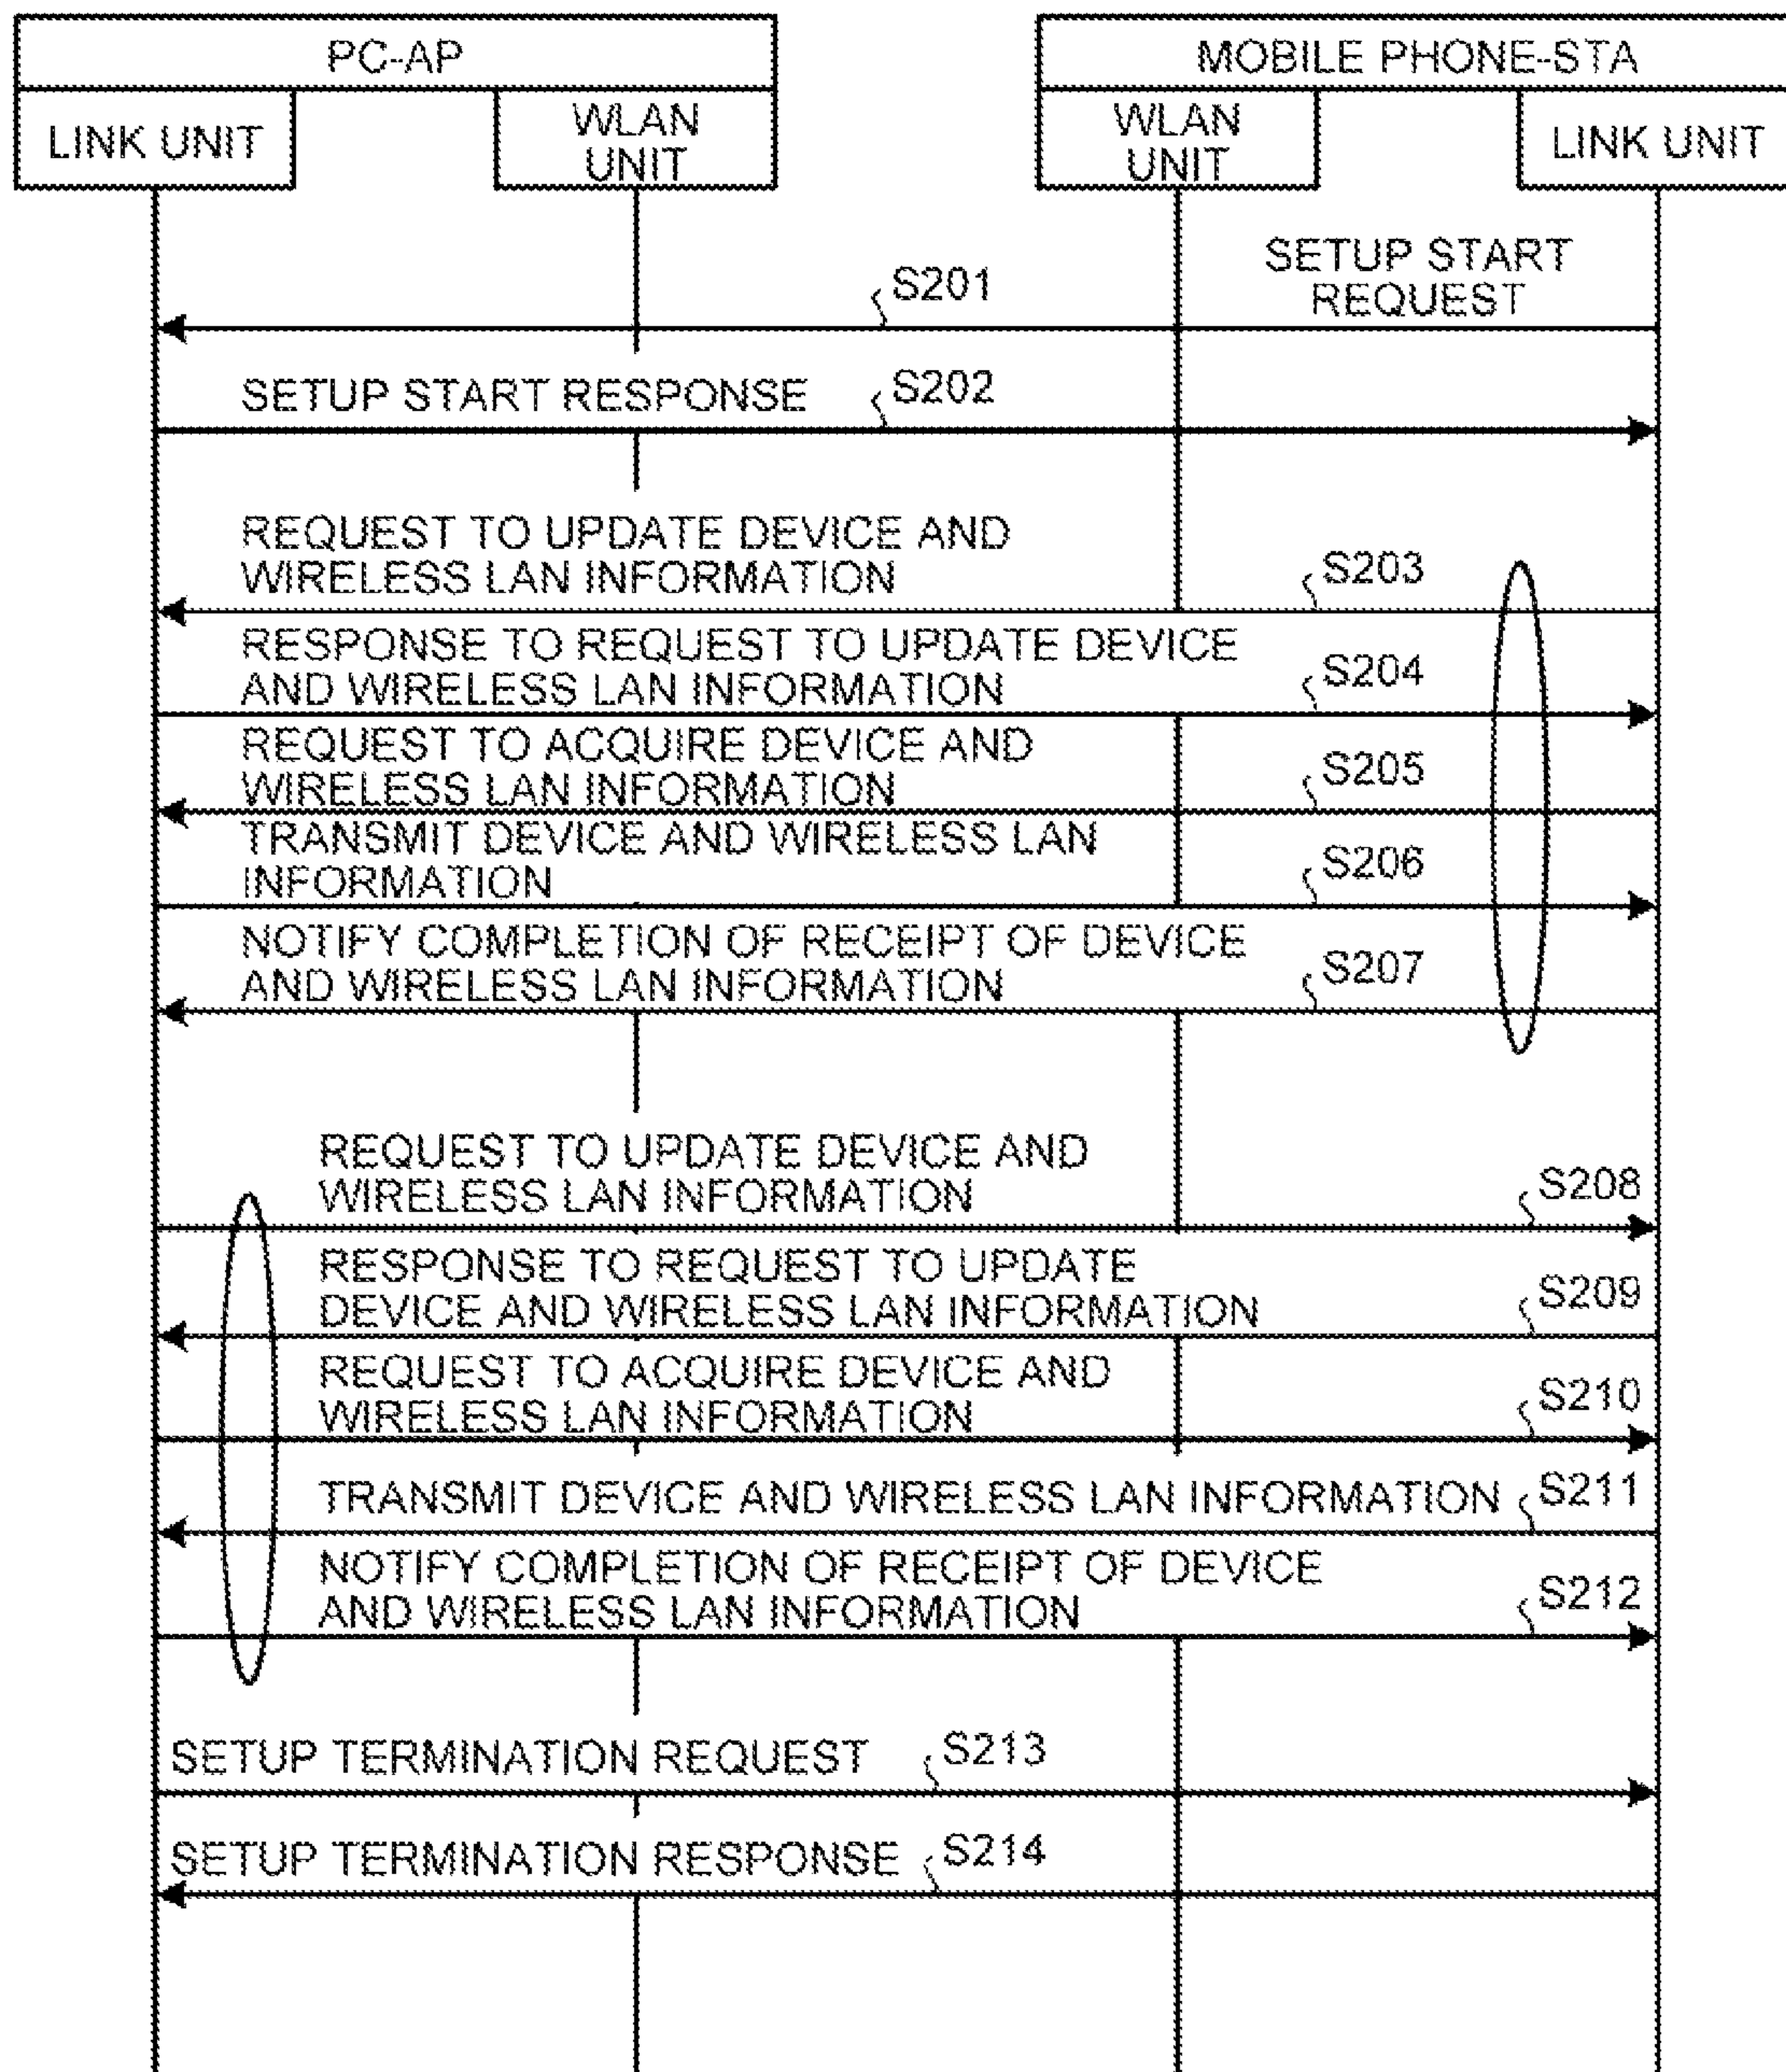 PC-AP
MOBILE PHONE-STA
LINK UNIT
WLAN
UNIT
WLAN
UNIT
LINK UNIT
SETUP START
REQUEST
S201
SETUP START RESPONSE
S202
REQUEST TO UPDATE DEVICE AND
WIRELESS LAN INFORMATION
S203
RESPONSE TO REQUEST TO UPDATE DEVICE
AND WIRELESS LAN INFORMATION
S204
REQUEST TO ACQUIRE DEVICE AND
WIRELESS LAN INFORMATION
S205
TRANSMIT DEVICE AND WIRELESS LAN
INFORMATION
S206
NOTIFY COMPLETION OF RECEIPT OF DEVICE
AND WIRELESS LAN INFORMATION
S207
REQUEST TO UPDATE DEVICE AND
WIRELESS LAN INFORMATION
S208
RESPONSE TO REQUEST TO UPDATE
DEVICE AND WIRELESS LAN INFORMATION
S209
REQUEST TO ACQUIRE DEVICE AND
WIRELESS LAN INFORMATION
S210
TRANSMIT DEVICE AND WIRELESS LAN INFORMATION
S211
NOTIFY COMPLETION OF RECEIPT OF DEVICE
AND WIRELESS LAN INFORMATION
S212
SETUP TERMINATION REQUEST
S213
SETUP TERMINATION RESPONSE
S214